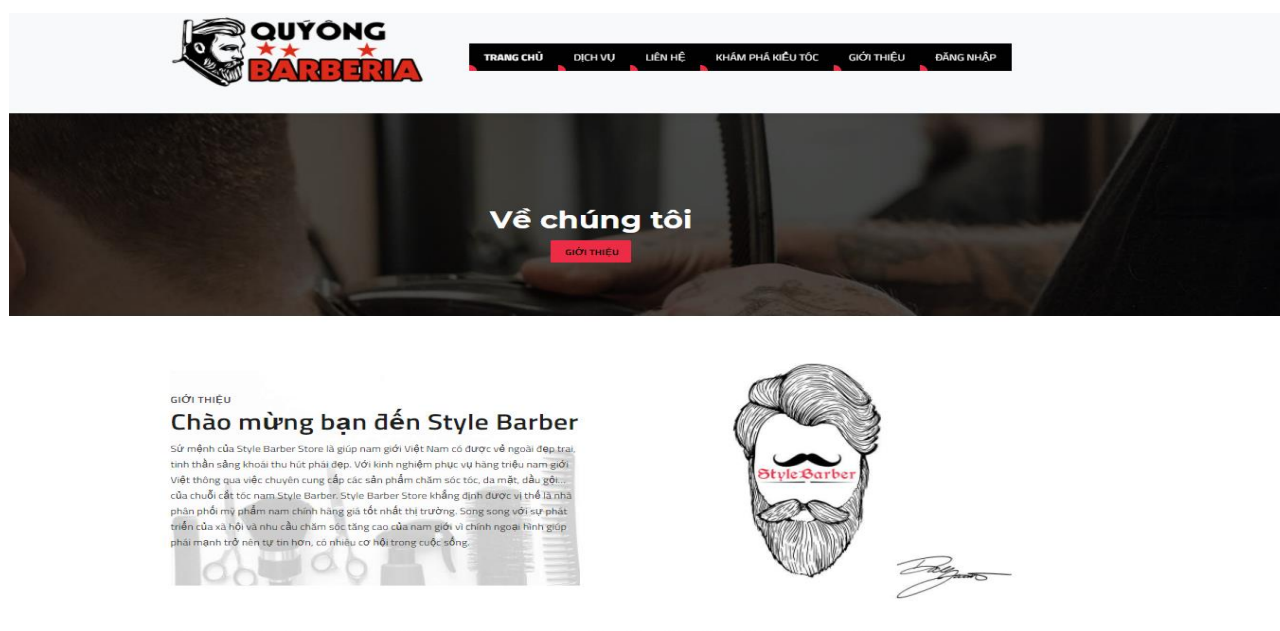 QUÝÔNG
BARBERIA
TRANG CHỦ DỊCH VỤ LIÊN HỆ KHÁM PHÁ KIỂU TÓC GIỚI THIỆU ĐĂNG NHẬP
Về chúng tôi
GIỚI THIỆU
GIỚI THIỆU
Chào mừng bạn đến Style Barber
Sứ mệnh của Style Barber Store là giúp nam giới Việt Nam có được vẻ ngoài đẹp trai,
tinh thần sảng khoái thu hút phái đẹp. Với kinh nghiệm phục vụ hàng triệu nam giới
Việt thông qua việc chuyên cung cấp các sản phẩm chăm sóc tóc, da mặt, dầu gội...
của chuỗi cắt tóc nam Style Barber. Style Barber Store khẳng định được vị thế là nhà
phân phối mỹ phẩm nam chính hãng giá tốt nhất thị trường. Song song với sự phát
triển của xã hội và nhu cầu chăm sóc tăng cao của nam giới vì chính ngoại hình giúp
phái mạnh trở nên tự tin hơn, có nhiều cơ hội trong cuộc sống.
Style Barber